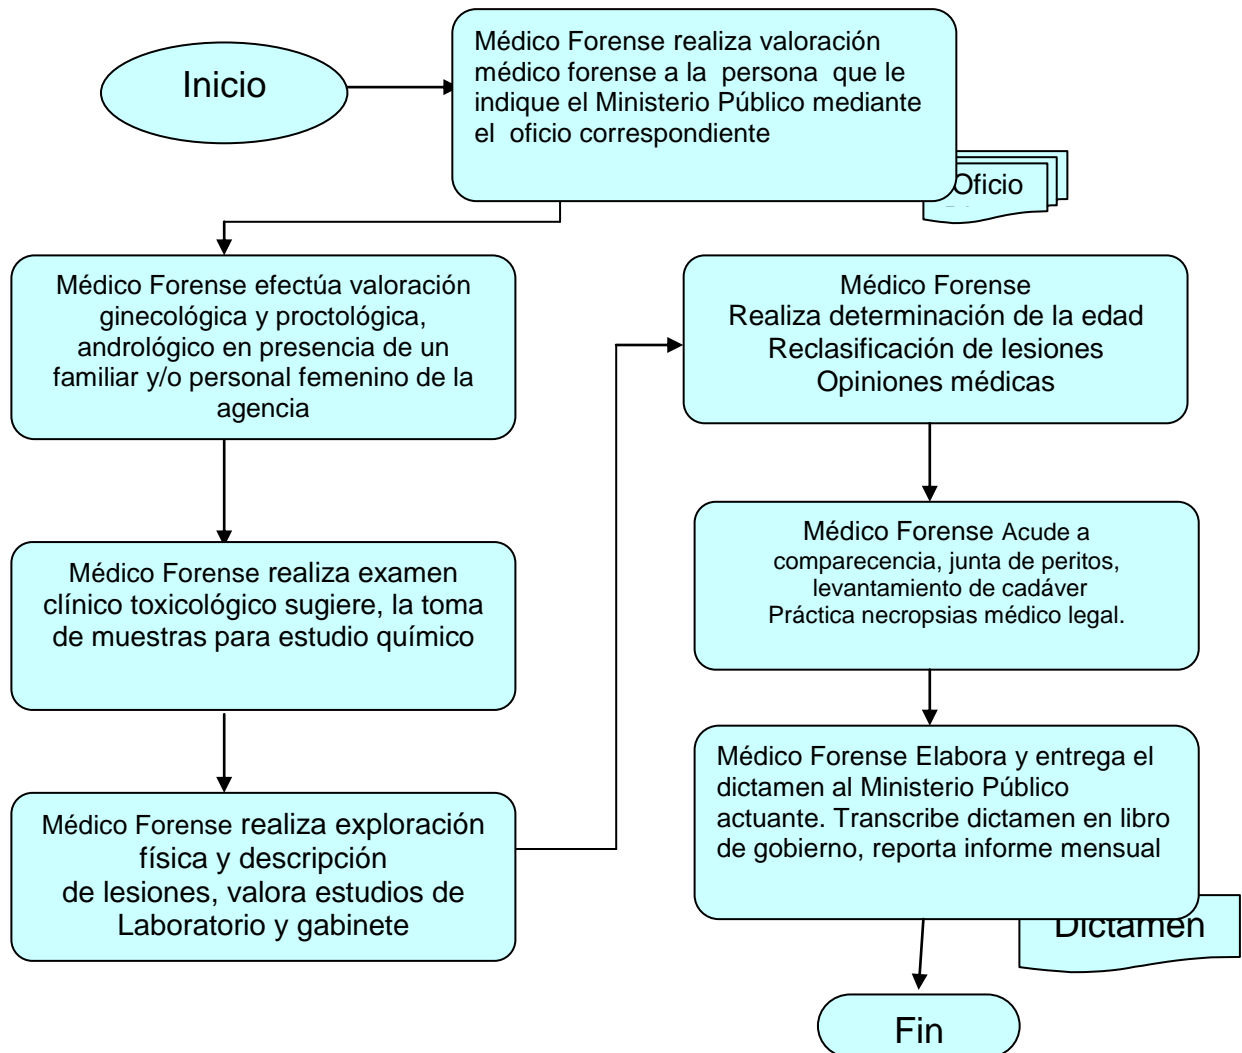 Inicio
Médico Forense realiza valoración
médico forense a la persona que le
indique el Ministerio Público mediante
el oficio correspondiente
Oficio
Médico Forense efectúa valoración
ginecológica y proctológica,
andrológico en presencia de un
familiar y/o personal femenino de la
agencia
Médico Forense realiza examen
clínico toxicológico sugiere, la toma
de muestras para estudio químico
Médico Forense realiza exploración
física y descripción
de lesiones, valora estudios de
Laboratorio y gabinete
Médico Forense
Realiza determinación de la edad
Reclasificación de lesiones
Opiniones médicas
Médico Forense Acude a
comparecencia, junta de peritos,
levantamiento de cadáver
Práctica necropsias médico legal.
Médico Forense Elabora y entrega el
dictamen al Ministerio Público
actuante. Transcribe dictamen en libro
de gobierno, reporta informe mensual
Dictamen
Fin